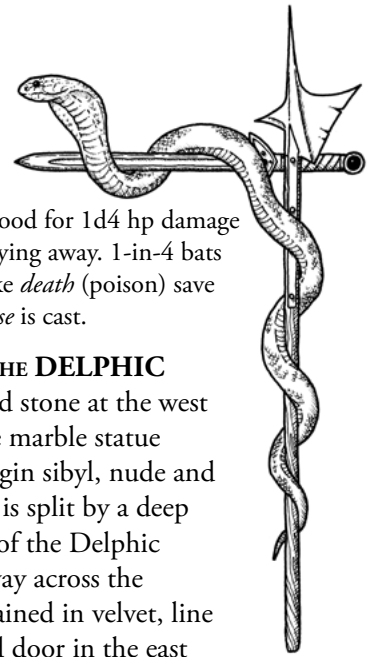 ood for 1d4 hp damage
ying away. 1-in-4 bats
ke death (poison) save
se is cast.
HE DELPHIC
d stone at the west
e marble statue
gin sibyl, nude and
is split by a deep
of the Delphic
way across the
ained in velvet, line
l door in the east